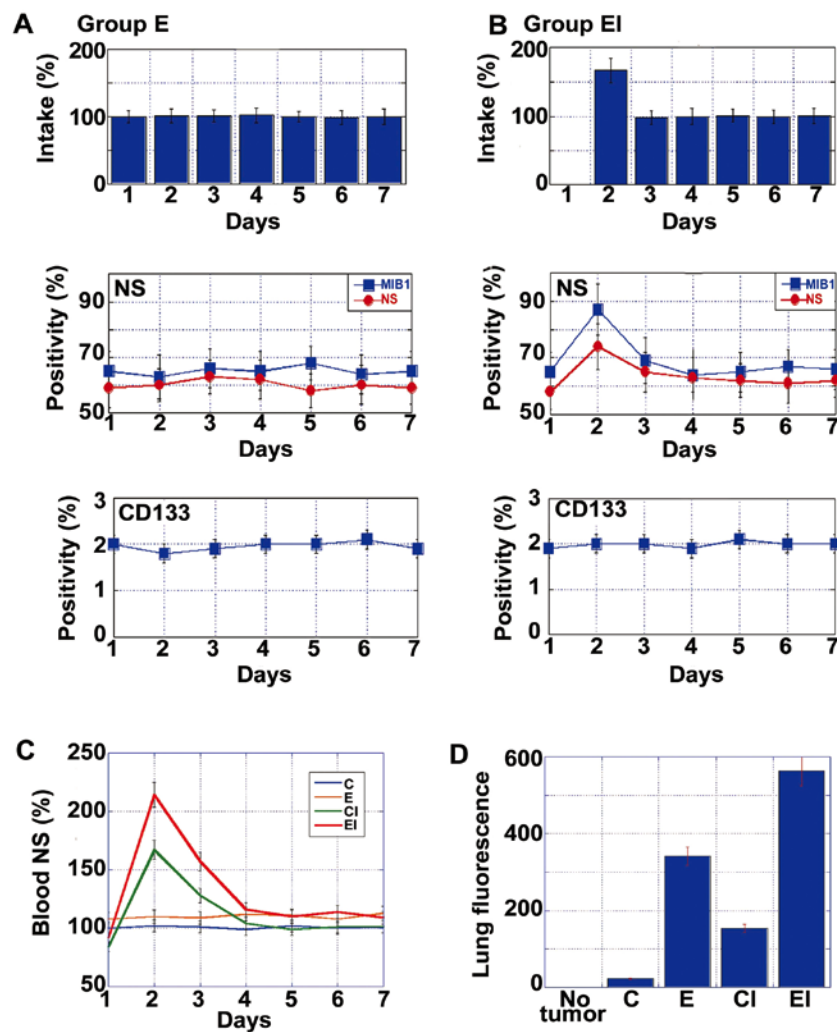 A
Group E
Intake (%)
200
100
0
1 2 3 4 5 6 7
Days
NS
MIB1
NS
Positivity (%)
90
70
50
1 2 3 4 5 6 7
Days
CD133
Positivity (%)
3
2
1
0
1 2 3 4 5 6 7
Days
B
Group EI
Intake (%)
200
100
0
1 2 3 4 5 6 7
Days
NS
MIB1
NS
Positivity (%)
90
70
50
1 2 3 4 5 6 7
Days
CD133
Positivity (%)
3
2
1
0
1 2 3 4 5 6 7
Days
C
Blood NS (%)
250
200
150
100
50
C
E
CI
EI
1 2 3 4 5 6 7
Days
D
Lung fluorescence
600
400
200
0
No tumor C E CI EI